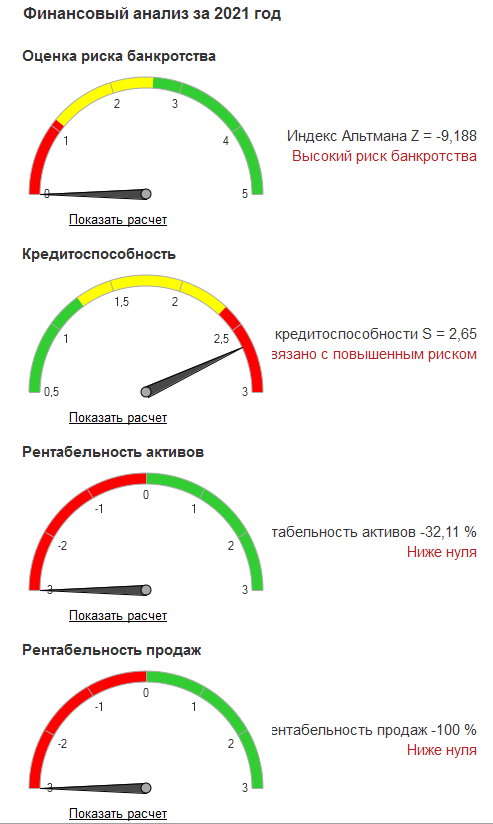 Финансовый анализ за 2021 год
Оценка риска банкротства
0
1
2
3
4
5
Индекс Альтмана Z = -9,188
Высокий риск банкротства
Показать расчет
Кредитоспособность
0,5
1
1,5
2
2,5
3
кредитоспособности S = 2,65
вязано с повышенным риском
Показать расчет
Рентабельность активов
-3
-2
-1
0
1
2
3
табельность активов -32,11 %
Ниже нуля
Показать расчет
Рентабельность продаж
-3
-2
-1
0
1
2
3
ентабельность продаж -100 %
Ниже нуля
Показать расчет